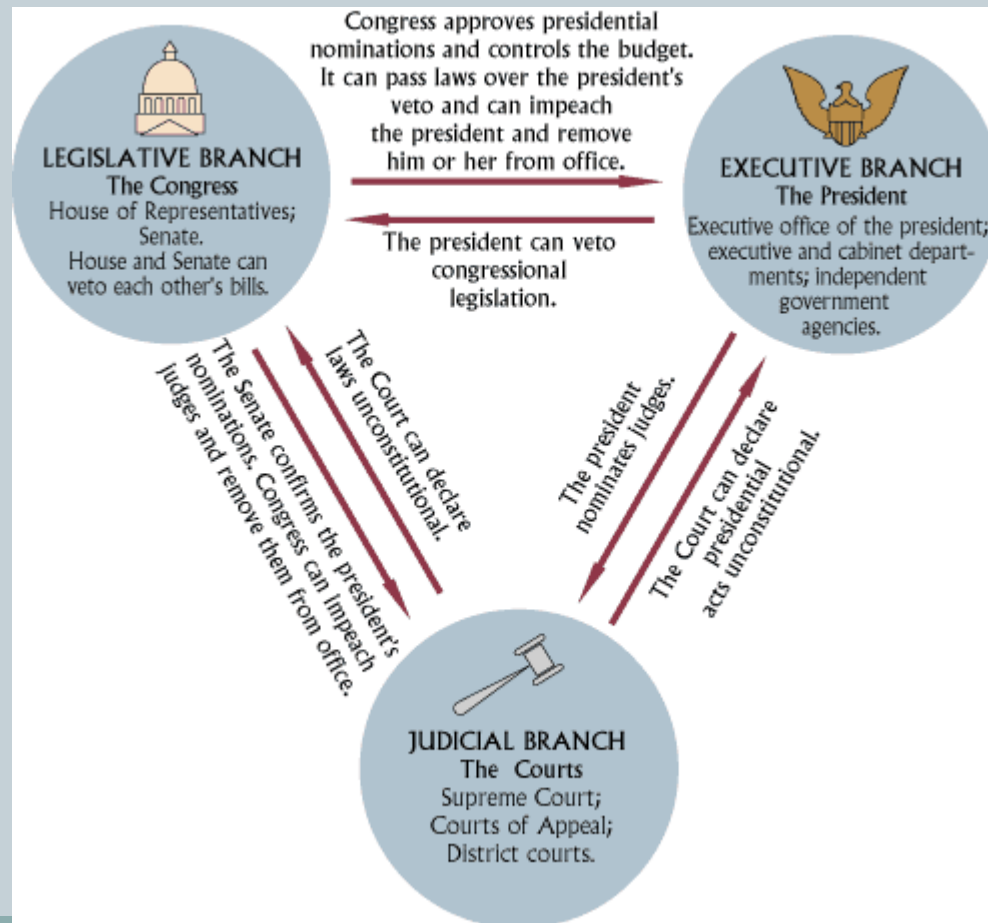 Congress approves presidential
nominations and controls the budget.
It can pass laws over the president's
veto and can impeach
the president and remove
him or her from office.
LEGISLATIVE BRANCH
The Congress
House of Representatives;
Senate.
House and Senate can
veto each other's bills.
EXECUTIVE BRANCH
The President
Executive office of the president;
executive and cabinet depart-
ments; independent
government
agencies.
The president can veto
congressional
legislation.
The Senate confirms the president's
nominations. Congress can Impeach
judges and remove them from office.
The Court can declare
laws unconstitutional.
The president
nominates judges.
The Court can declare
presidential
acts unconstitutional.
JUDICIAL BRANCH
The Courts
Supreme Court;
Courts of Appeal;
District courts.